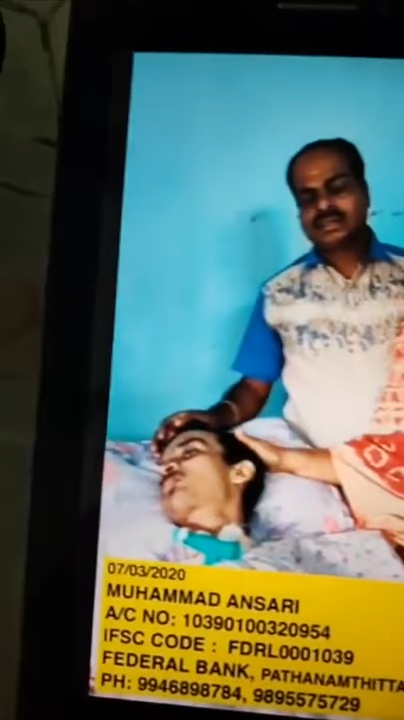 07/03/2020
MUHAMMAD ANSARI
A/C NO: 10390100320954
IFSC CODE : FDRL0001039
FEDERAL BANK, PATHANAMTHITTA
PH: 9946898784, 9895575729